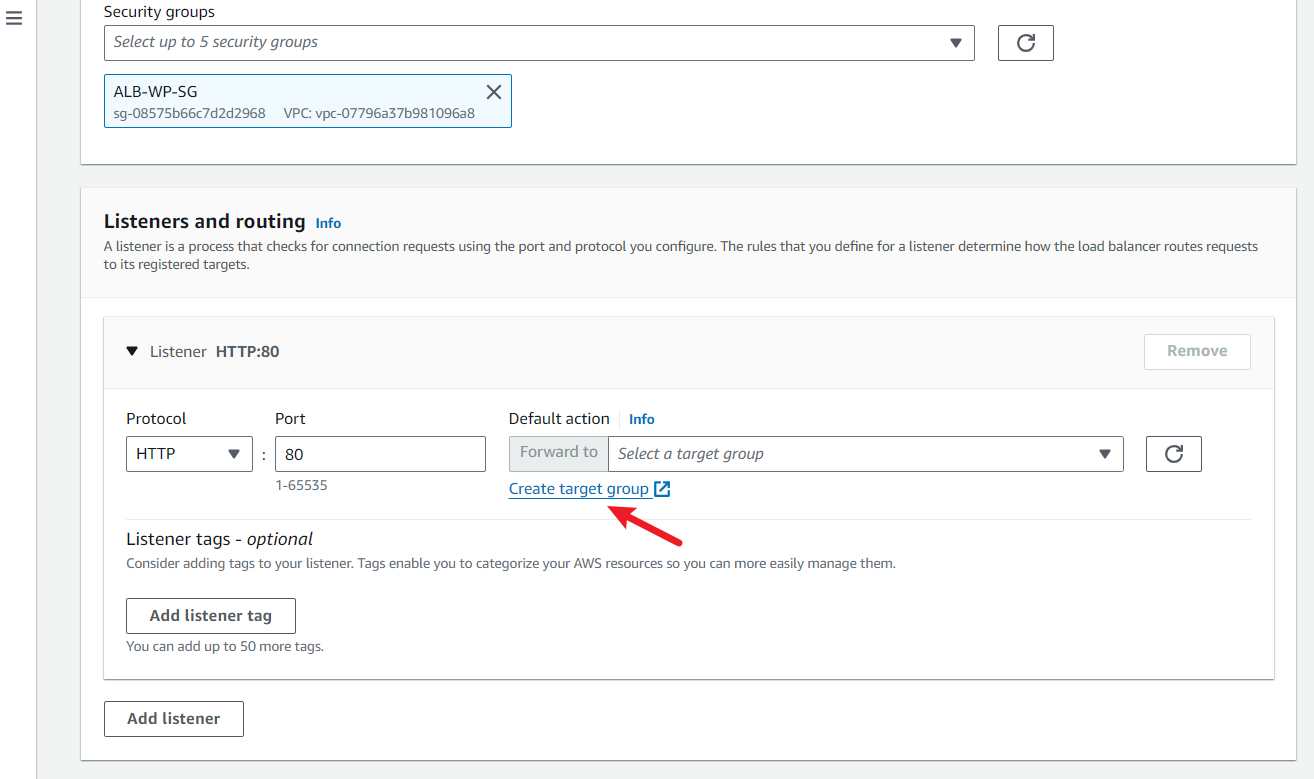 Security groups
Select up to 5 security groups
ALB-WP-SG
sg-08575b66c7d2d2968 VPC: vpc-07796a37b981096a8
Listeners and routing Info
A listener is a process that checks for connection requests using the port and protocol you configure. The rules that you define for a listener determine how the load balancer routes requests
to its registered targets.
Listener HTTP:80
Remove
Protocol Port Default action Info
HTTP : 80 Forward to Select a target group
1-65535 Create target group
Listener tags - optional
Consider adding tags to your listener. Tags enable you to categorize your AWS resources so you can more easily manage them.
Add listener tag
You can add up to 50 more tags.
Add listener